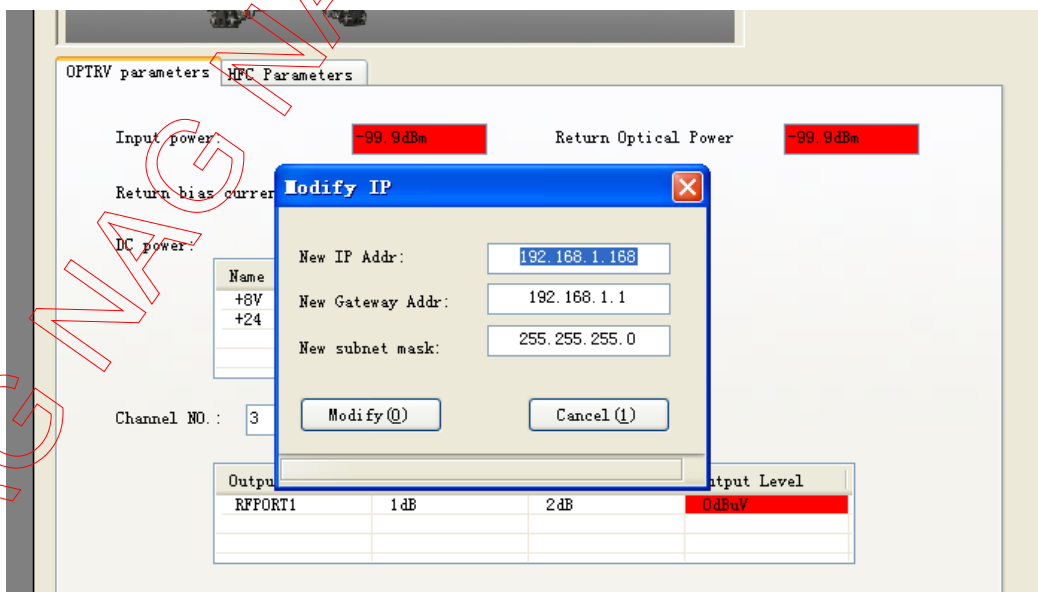 OPTRV parameters HFC Parameters
Input power: -99.9dBm Return Optical Power -99.9dBm
Return bias curren
Modify IP
DC power:
New IP Addr: 192.168.1.168
Name
+8V
New Gateway Addr: 192.168.1.1
+24
New subnet mask: 255.255.255.0
Channel NO.: 3
Modify(0) Cancel(1)
Outpu tput Level
RFPORT1 1dB 2dB 0dBuV
NAG NAG